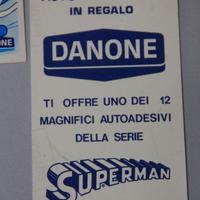 IN REGALO
DANONE
TI OFFRE UNO DEI 12
MAGNIFICI AUTOADESIVI
DELLA SERIE
SUPERMAN